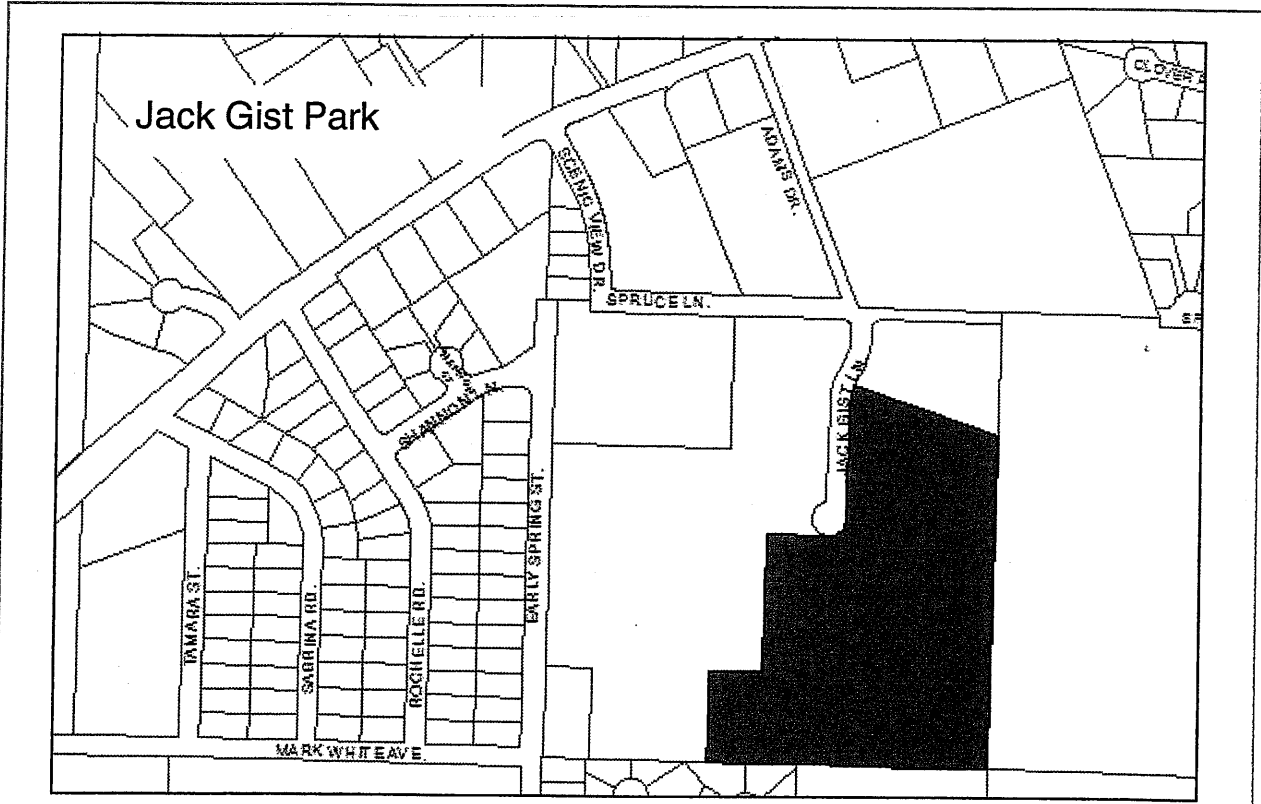 Jack Gist Park
SCENIC VIEW DR.
ADAMS DR.
SPRUCE LN.
JACK GIST LN.
SHANNON LN.
EARLY SPRING ST.
TAMARA ST.
SABRINA RD.
ROCHELLE RD.
MARK WHITE AVE.